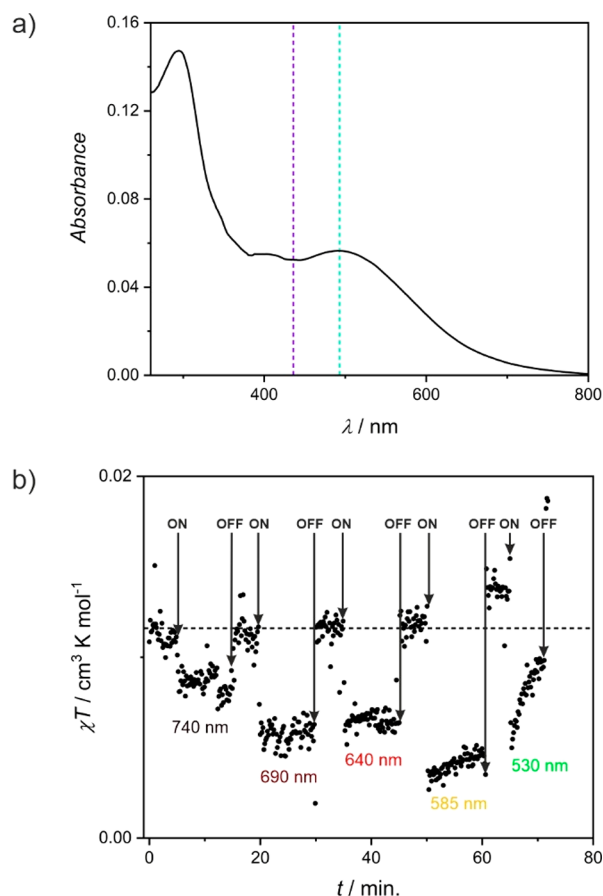 a)
0.16
0.12
0.08
0.04
0.00
Absorbance
400 600 800
λ / nm
b)
0.02
0.00
χT / cm³ K mol⁻¹
ON OFF ON OFF ON OFF ON OFF ON OFF
740 nm
690 nm
640 nm
585 nm
530 nm
0 20 40 60 80
t / min.